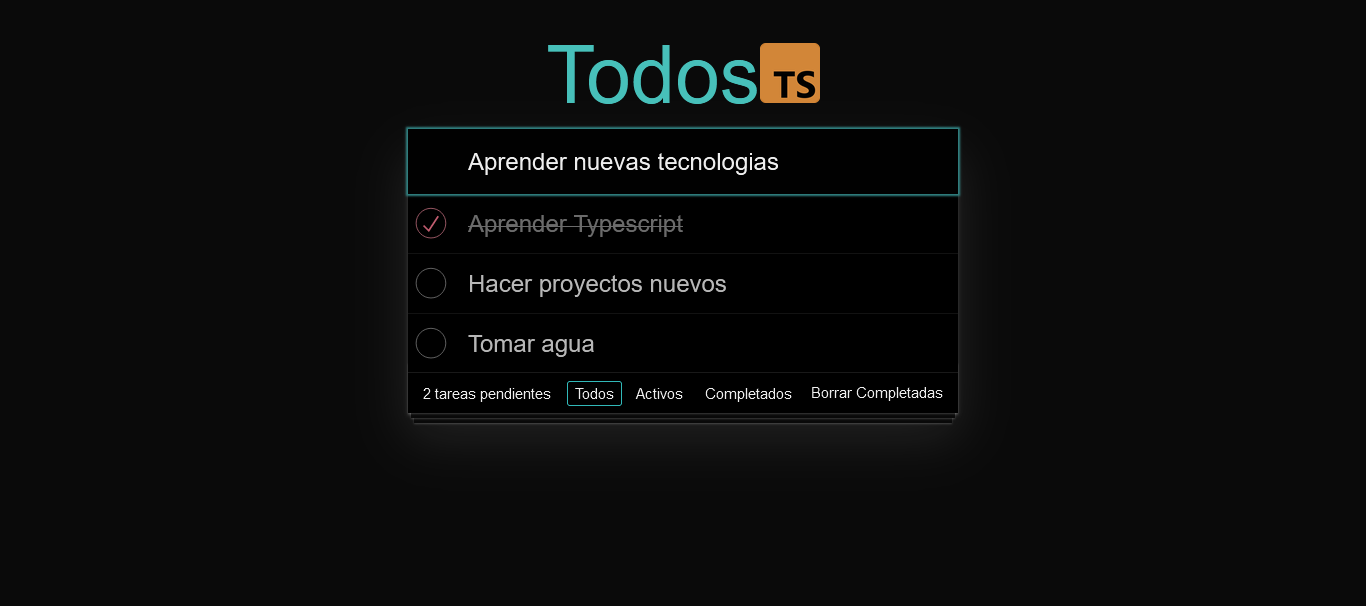 Todos TS
Aprender nuevas tecnologias
Aprender Typescript
Hacer proyectos nuevos
Tomar agua
2 tareas pendientes Todos Activos Completados Borrar Completadas